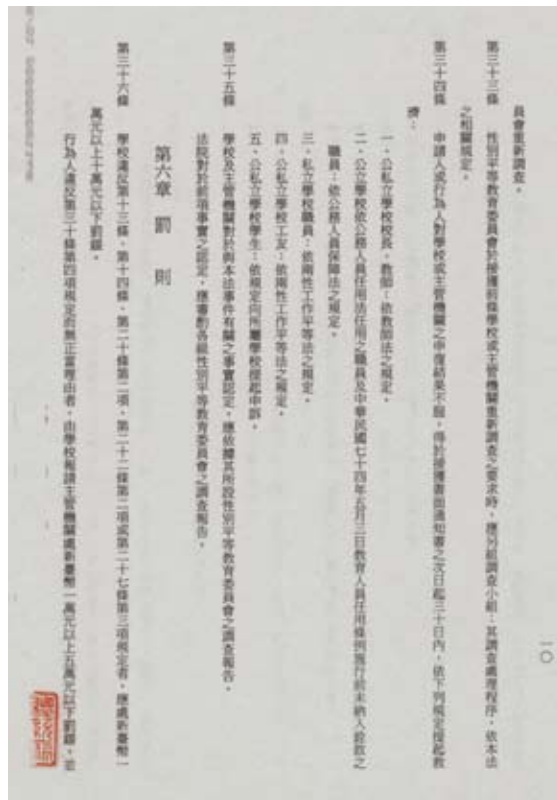 員會重新調查。
第三十三條　性別平等教育委員會於接獲前條學校或主管機關重新調查之要求時，應另組調查小組；其調查處理程序，依本法
之相關規定。
第三十四條　申請人或行為人對學校或主管機關之申復結果不服，得於接獲書面通知書之次日起三十日內，依下列規定提起救
濟：
一、公私立學校校長、教師：依教師法之規定。
二、公立學校依公務人員任用法任用之職員及中華民國七十四年五月三日教育人員任用條例施行前未納入銓敘之
職員：依公務人員保障法之規定。
三、私立學校職員：依兩性工作平等法之規定。
四、公私立學校工友：依兩性工作平等法之規定。
五、公私立學校學生：依規定向所屬學校提起申訴。
第三十五條　學校及主管機關對於與本法事件有關之事實認定，應依據其所設性別平等教育委員會之調查報告。
法院對於前項事實之認定，應審酌各級性別平等教育委員會之調查報告。
第六章　罰　則
第三十六條　學校違反第十三條、第十四條、第二十條第二項、第二十二條第二項或第二十七條第三項規定者，應處新臺幣一
萬元以上十萬元以下罰鍰。
行為人違反第三十條第四項規定而無正當理由者，由學校報請主管機關處新臺幣一萬元以上五萬元以下罰鍰，並
一〇